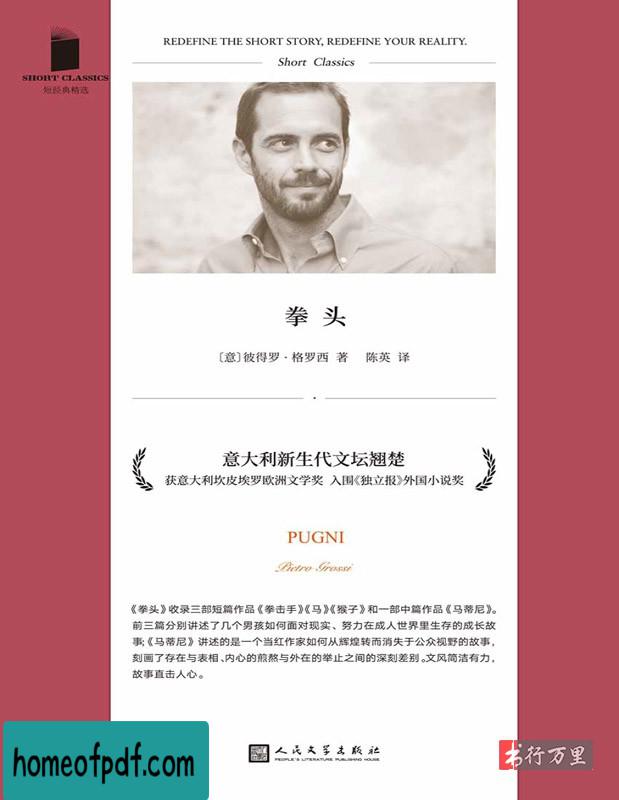 SHORT CLASSICS
短经典精选
REDEFINE THE SHORT STORY, REDEFINE YOUR REALITY.
Short Classics
拳头
〔意〕彼得罗·格罗西 著 陈英 译
意大利新生代文坛翘楚
获意大利坎皮埃罗欧洲文学奖 入围《独立报》外国小说奖
PUGNI
Pietro Grossi
《拳头》收录三部短篇作品《拳击手》《马》《猴子》和一部中篇作品《马蒂尼》。
前三篇分别讲述了几个男孩如何面对现实、努力在成人世界里生存的成长故
事;《马蒂尼》讲述的是一个当红作家如何从辉煌转而消失于公众视野的故事,
刻画了存在与表相、内心的煎熬与外在的举止之间的深刻差别。文风简洁有力,
故事直击人心。
人民文学出版社
PEOPLE'S LITERATURE PUBLISHING HOUSE
homeofpdf.com
书行万里